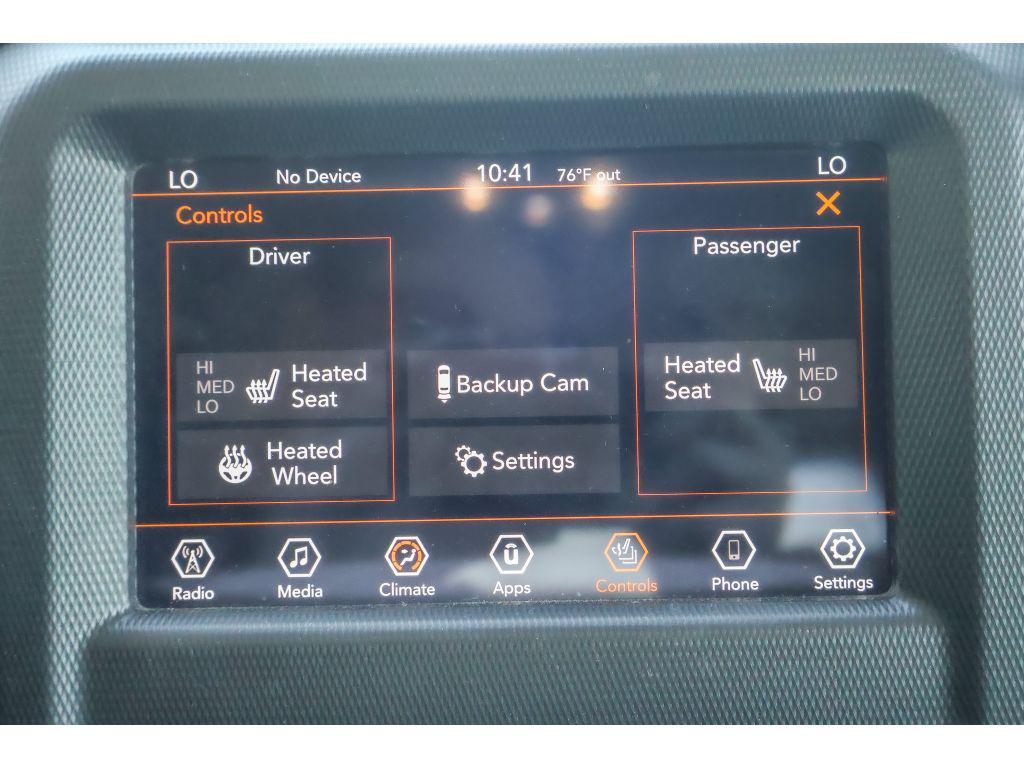 LO No Device 10:41 76°F out LO
Controls
Driver
Passenger
HI
MED
LO
Heated
Seat
Backup Cam
Heated
Seat
HI
MED
LO
Heated
Wheel
Settings
Radio Media Climate Apps Controls Phone Settings